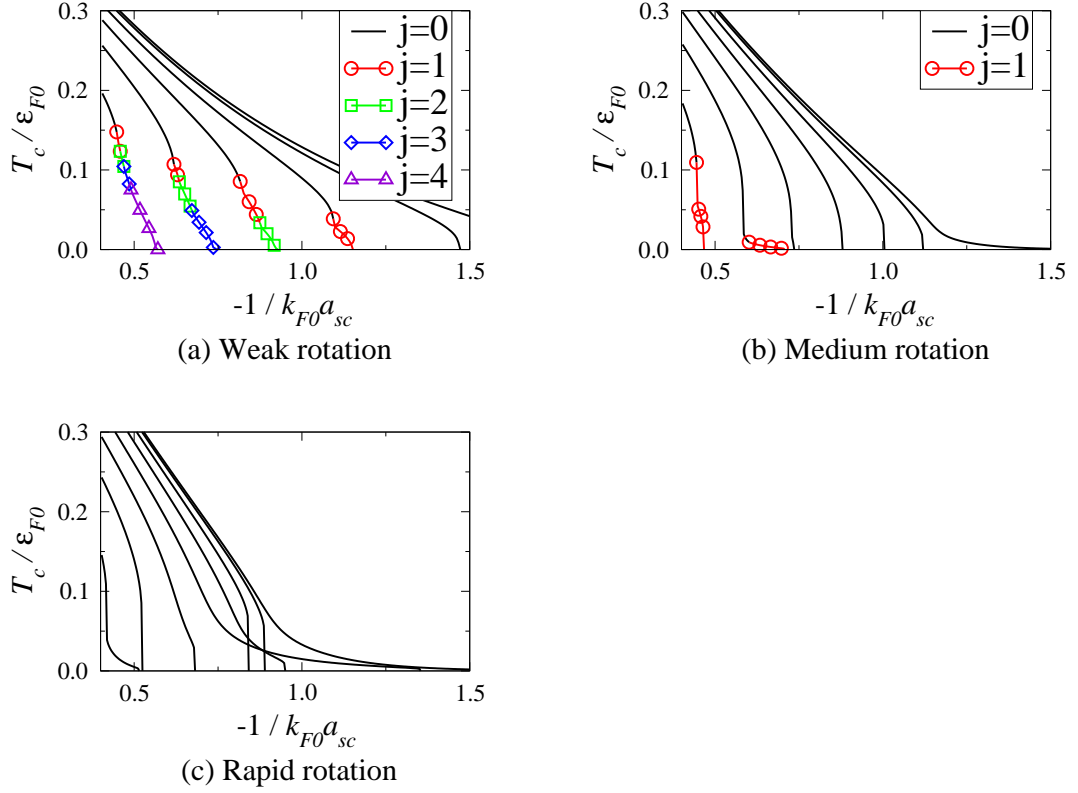 0.3
0.2
0.1
0.0
T_c / ε_F0
0.5
1.0
1.5
-1 / k_F0 a_sc
j=0
j=1
j=2
j=3
j=4
(a) Weak rotation
0.3
0.2
0.1
0.0
T_c / ε_F0
0.5
1.0
1.5
-1 / k_F0 a_sc
j=0
j=1
(b) Medium rotation
0.3
0.2
0.1
0.0
T_c / ε_F0
0.5
1.0
1.5
-1 / k_F0 a_sc
(c) Rapid rotation